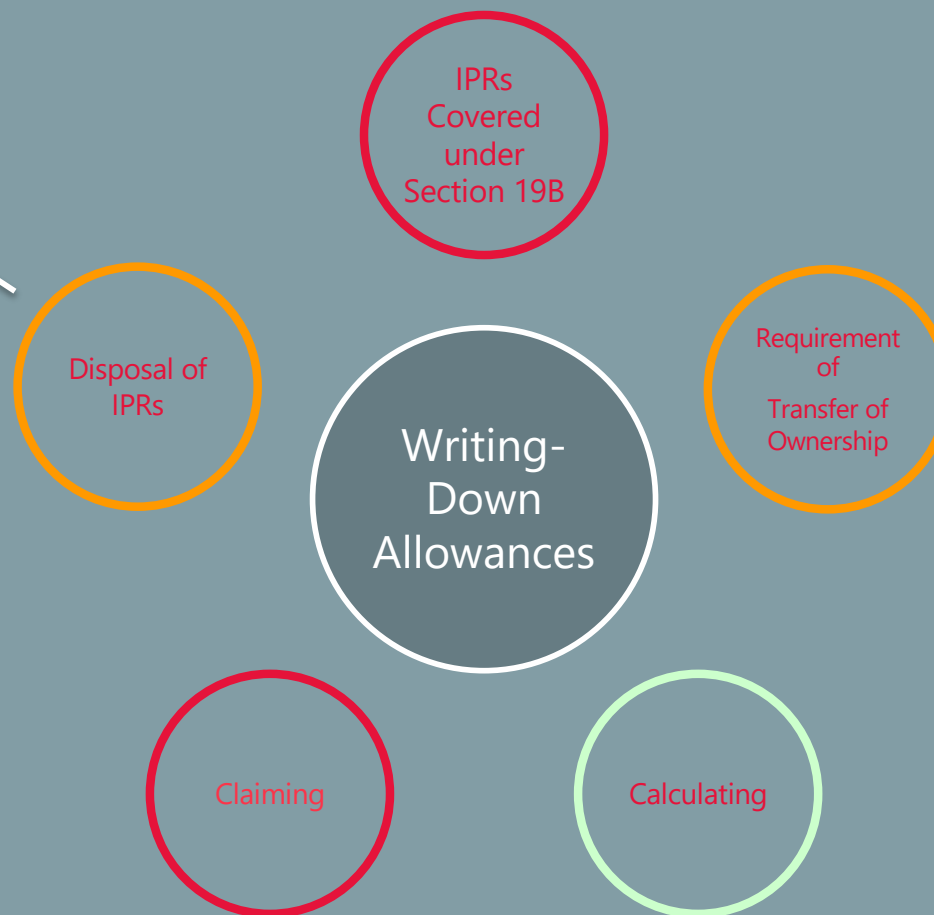 IPRs
Covered
under
Section 19B
Requirement
of
Transfer of
Ownership
Disposal of
IPRs
Writing-
Down
Allowances
Claiming
Calculating